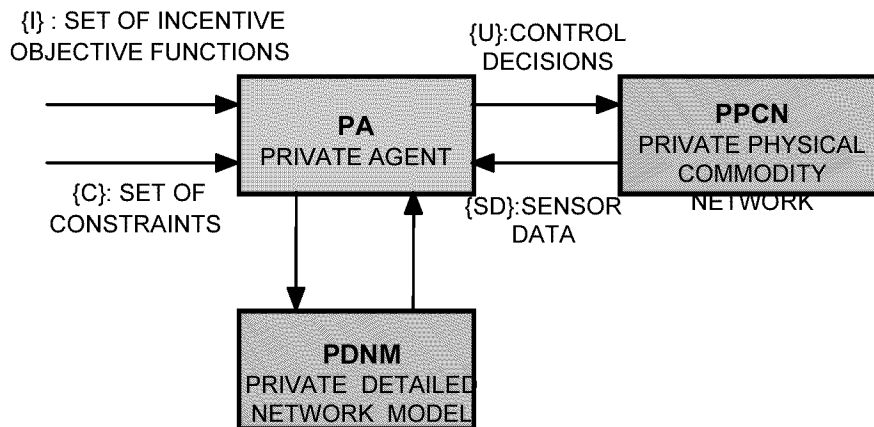 {I} : SET OF INCENTIVE
OBJECTIVE FUNCTIONS
{U}:CONTROL
DECISIONS
PA
PRIVATE AGENT
PPCN
PRIVATE PHYSICAL
COMMODITY
NETWORK
{C}: SET OF
CONSTRAINTS
{SD}:SENSOR
DATA
PDNM
PRIVATE DETAILED
NETWORK MODEL